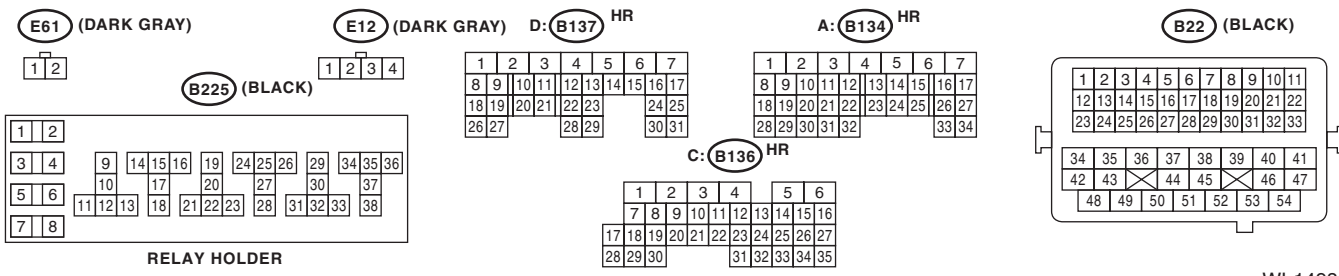 E61 (DARK GRAY)
1 2
E12 (DARK GRAY)
1 2 3 4
B225 (BLACK)
1 2
3 4 9 14 15 16 19 24 25 26 29 34 35 36
10 17 20 27 30 37
5 6 11 12 13 18 21 22 23 28 31 32 33 38
7 8
RELAY HOLDER
D: B137 HR
1 2 3 4 5 6 7
8 9 10 11 12 13 14 15 16 17
18 19 20 21 22 23 24 25
26 27 28 29 30 31
A: B134 HR
1 2 3 4 5 6 7
8 9 10 11 12 13 14 15 16 17
18 19 20 21 22 23 24 25 26 27
28 29 30 31 32 33 34
C: B136 HR
1 2 3 4 5 6
7 8 9 10 11 12 13 14 15 16
17 18 19 20 21 22 23 24 25 26 27
28 29 30 31 32 33 34 35
B22 (BLACK)
1 2 3 4 5 6 7 8 9 10 11
12 13 14 15 16 17 18 19 20 21 22
23 24 25 26 27 28 29 30 31 32 33
34 35 36 37 38 39 40 41
42 43 44 45 46 47
48 49 50 51 52 53 54